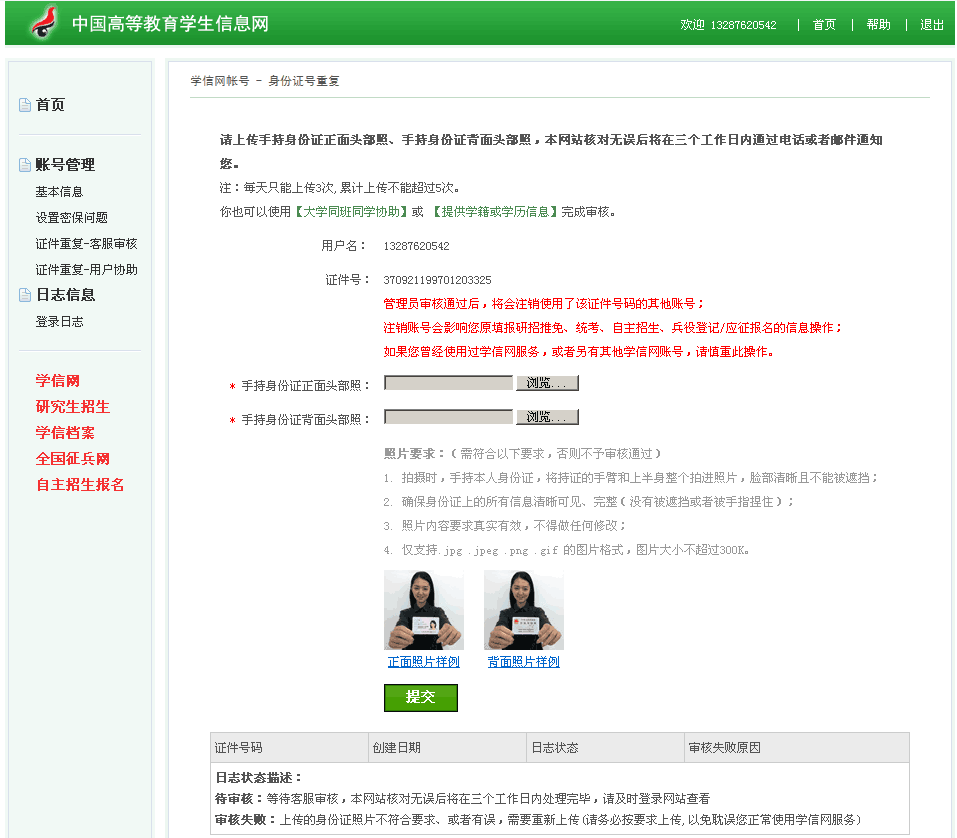 中国高等教育学生信息网
欢迎 13287620542 | 首页 | 帮助 | 退出
首页
账号管理
基本信息
设置密保问题
证件重复-客服审核
证件重复-用户协助
日志信息
登录日志
学信网
研究生招生
学信档案
全国征兵网
自主招生报名
学信网帐号 - 身份证号重复
请上传手持身份证正面头部照、手持身份证背面头部照，本网站核对无误后将在三个工作日内通过电话或者邮件通知
您。
注：每天只能上传3次,累计上传不能超过5次。
你也可以使用【大学同班同学协助】或 【提供学籍或学历信息】完成审核。
用户名： 13287620542
证件号： 370921199701203325
管理员审核通过后，将会注销使用了该证件号码的其他账号；
注销账号会影响您原填报研招推免、统考、自主招生、兵役登记/应征报名的信息操作；
如果您曾经使用过学信网服务，或者另有其他学信网账号，请慎重此操作。
* 手持身份证正面头部照： 浏览...
* 手持身份证背面头部照： 浏览...
照片要求：（需符合以下要求，否则不予审核通过）
1. 拍摄时，手持本人身份证，将持证的手臂和上半身整个拍进照片，脸部清晰且不能被遮挡；
2. 确保身份证上的所有信息清晰可见、完整（没有被遮挡或者被手指捏住）；
3. 照片内容要求真实有效，不得做任何修改；
4. 仅支持.jpg .jpeg .png .gif 的图片格式，图片大小不超过300K。
正面照片样例 背面照片样例
提交
证件号码 创建日期 日志状态 审核失败原因
日志状态描述：
待审核：等待客服审核，本网站核对无误后将在三个工作日内处理完毕，请及时登录网站查看
审核失败：上传的身份证照片不符合要求、或者有误，需要重新上传(请务必按要求上传,以免耽误您正常使用学信网服务)